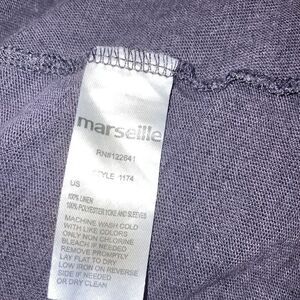 marseille
RN#122641
STYLE 1174
US
100% LINEN
100% POLYESTER YOKE AND SLEEVES
MACHINE WASH COLD
WITH LIKE COLORS
ONLY NON CHLORINE
BLEACH IF NEEDED
REMOVE PROMPTLY
LAY FLAT TO DRY
LOW IRON ON REVERSE
SIDE IF NEEDED
OR DRY CLEAN